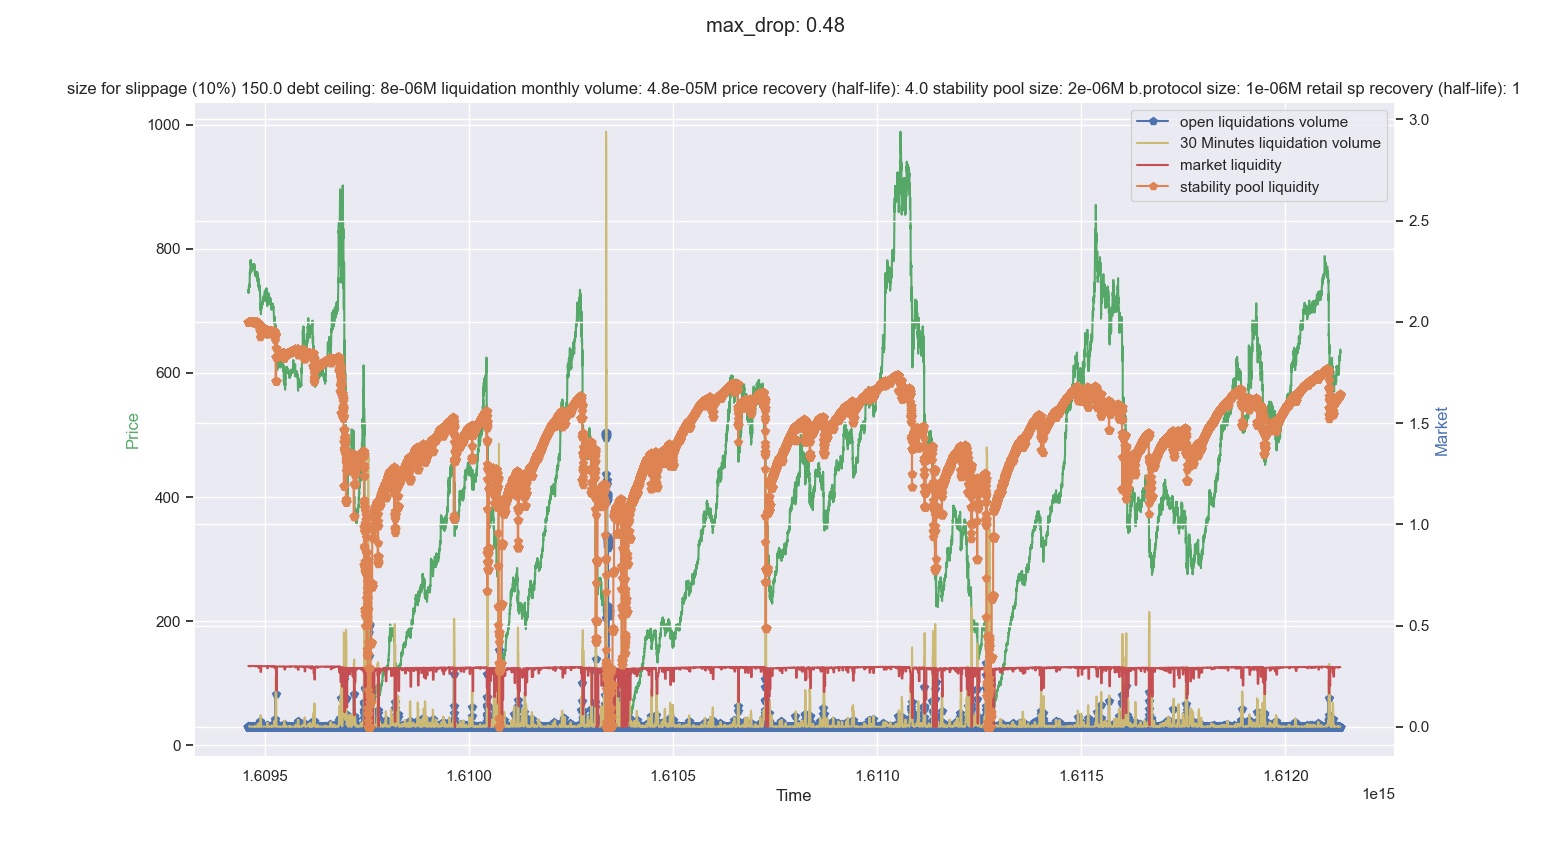 max_drop: 0.48
size for slippage (10%) 150.0 debt ceiling: 8e-06M liquidation monthly volume: 4.8e-05M price recovery (half-life): 4.0 stability pool size: 2e-06M b.protocol size: 1e-06M retail sp recovery (half-life): 1
open liquidations volume
30 Minutes liquidation volume
market liquidity
stability pool liquidity
1000
800
600
400
200
0
Price
3.0
2.5
2.0
1.5
1.0
0.5
0.0
Market
1.6095
1.6100
1.6105
1.6110
1.6115
1.6120
1e15
Time